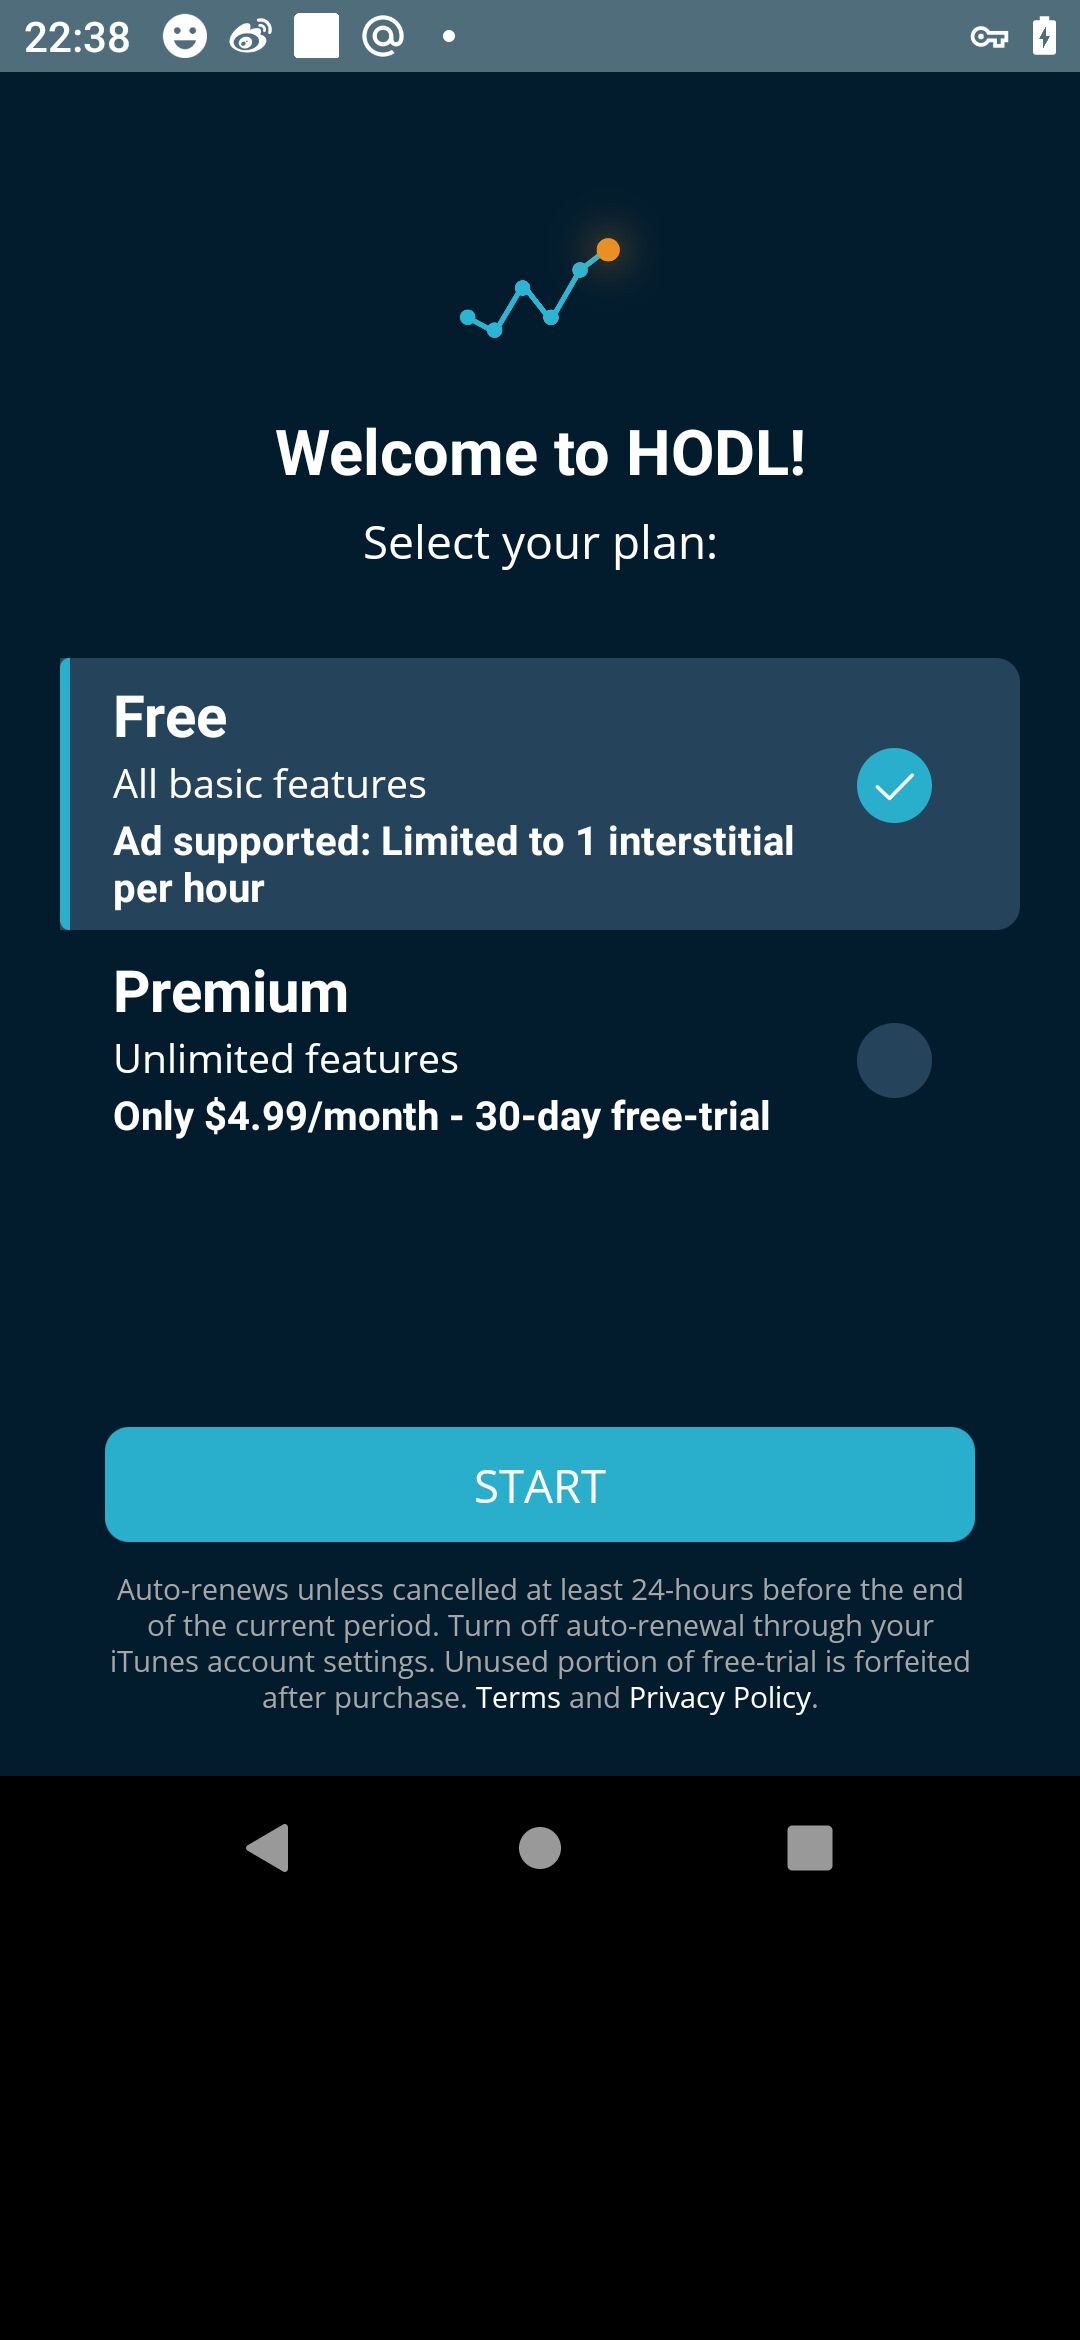 22:38
Welcome to HODL!
Select your plan:
Free
All basic features
Ad supported: Limited to 1 interstitial
per hour
Premium
Unlimited features
Only $4.99/month - 30-day free-trial
START
Auto-renews unless cancelled at least 24-hours before the end
of the current period. Turn off auto-renewal through your
iTunes account settings. Unused portion of free-trial is forfeited
after purchase. Terms and Privacy Policy.